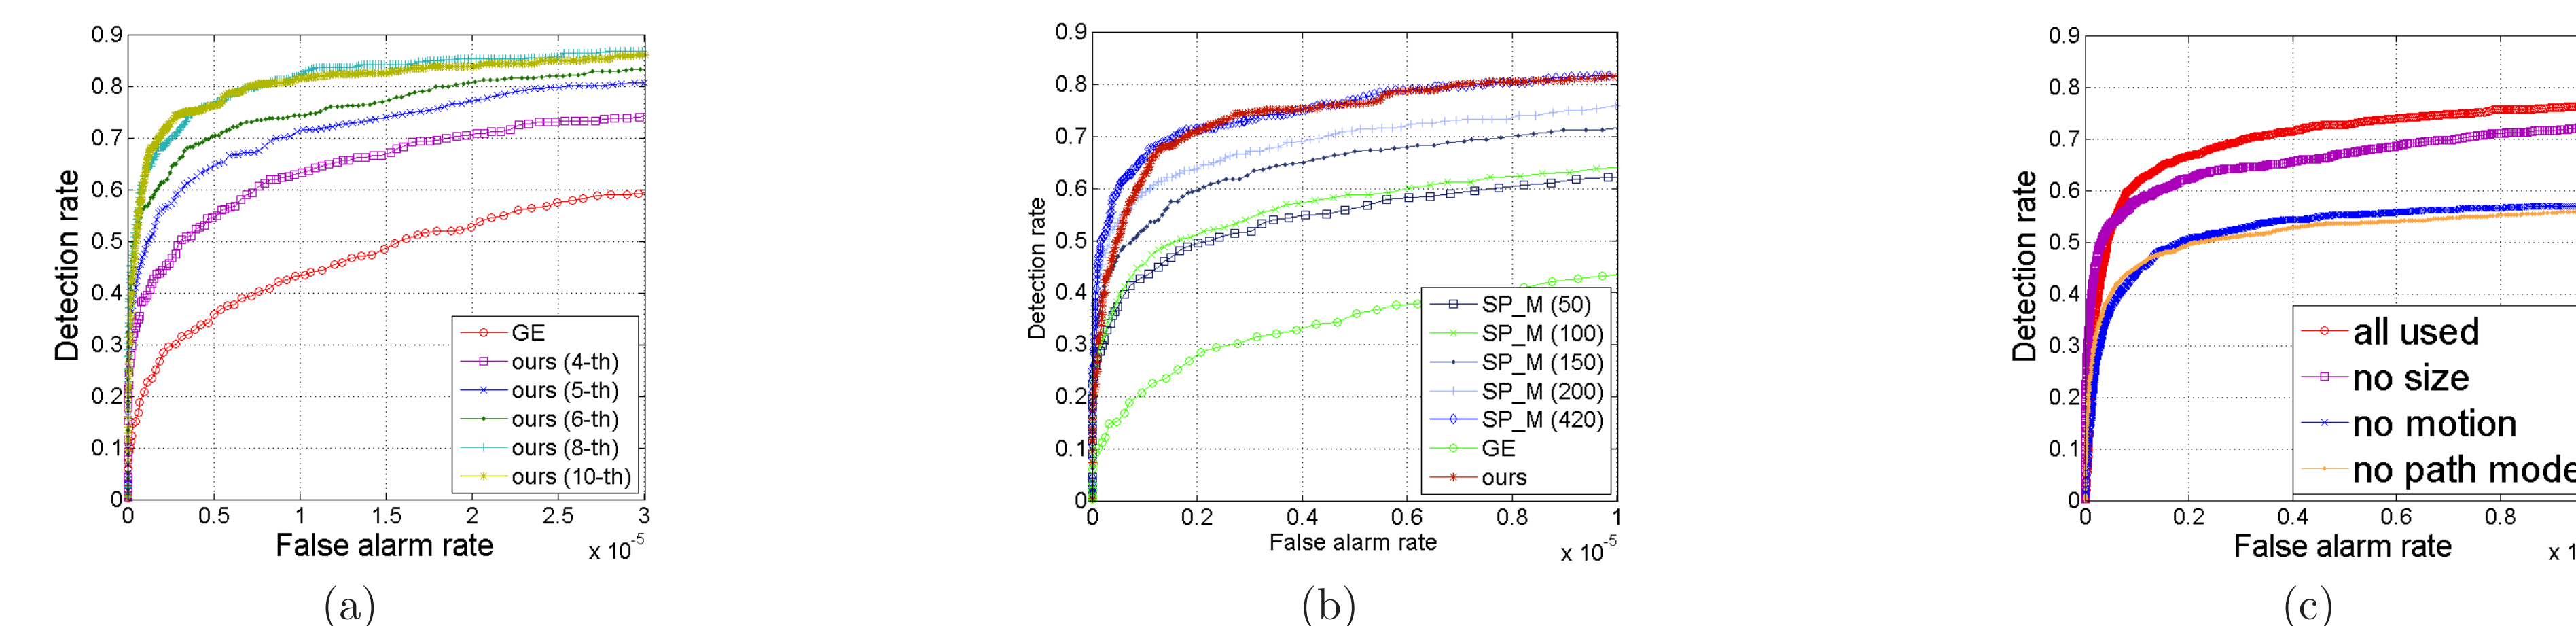 0.9
0.8
0.7
0.6
0.5
0.4
0.3
0.2
0.1
0
Detection rate
GE
ours (4-th)
ours (5-th)
ours (6-th)
ours (8-th)
ours (10-th)
0 0.5 1 1.5 2 2.5 3
False alarm rate
x 10^-5
(a)
0.9
0.8
0.7
0.6
0.5
0.4
0.3
0.2
0.1
0
Detection rate
SP_M (50)
SP_M (100)
SP_M (150)
SP_M (200)
SP_M (420)
GE
ours
0 0.2 0.4 0.6 0.8 1
False alarm rate
x 10^-5
(b)
0.9
0.8
0.7
0.6
0.5
0.4
0.3
0.2
0.1
0
Detection rate
all used
no size
no motion
no path mode
0 0.2 0.4 0.6 0.8
False alarm rate
x 1
(c)